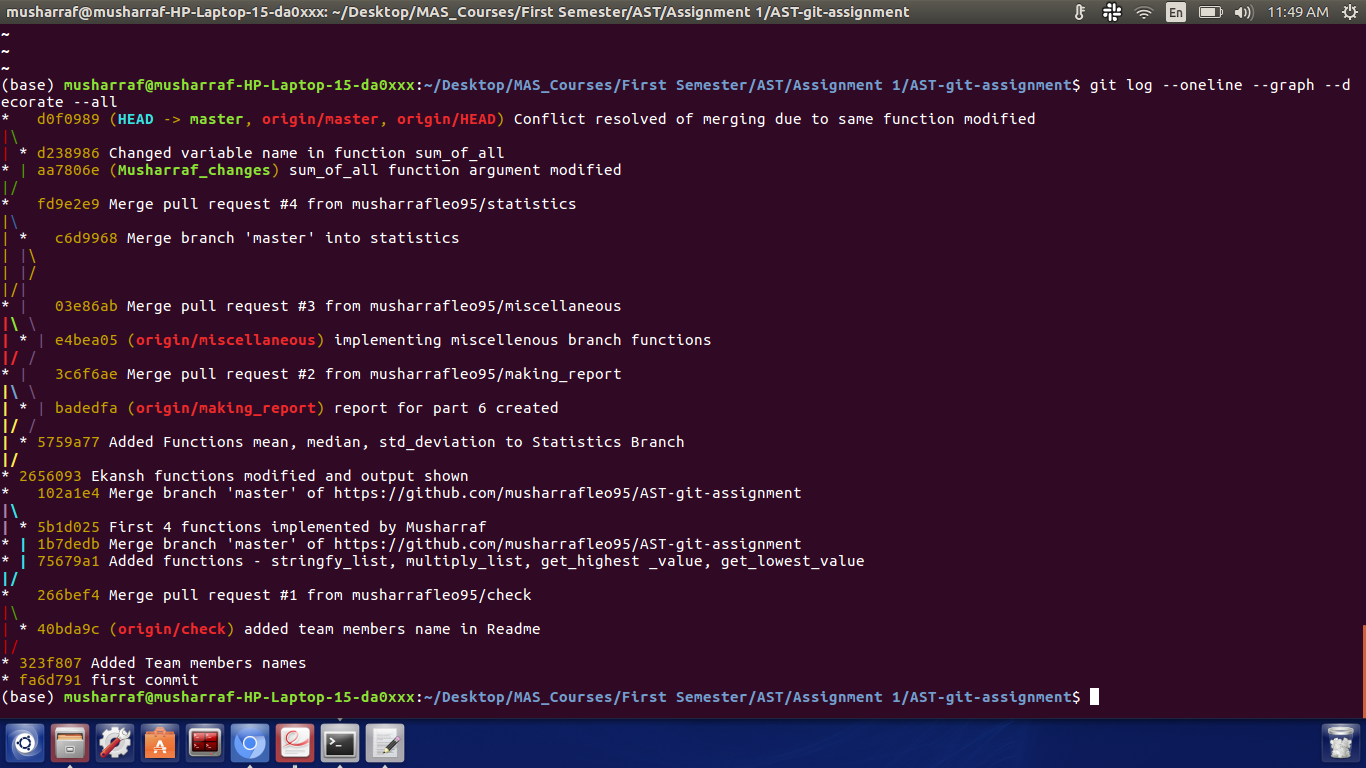 musharraf@musharraf-HP-Laptop-15-da0xxx: ~/Desktop/MAS_Courses/First Semester/AST/Assignment 1/AST-git-assignment En 11:49 AM
~
~
~
(base) musharraf@musharraf-HP-Laptop-15-da0xxx:~/Desktop/MAS_Courses/First Semester/AST/Assignment 1/AST-git-assignment$ git log --oneline --graph --d
ecorate --all
*   d0f0989 (HEAD -> master, origin/master, origin/HEAD) Conflict resolved of merging due to same function modified
|\
| * d238986 Changed variable name in function sum_of_all
* | aa7806e (Musharraf_changes) sum_of_all function argument modified
|/
*   fd9e2e9 Merge pull request #4 from musharrafleo95/statistics
|\
| *   c6d9968 Merge branch 'master' into statistics
| |\
| |/
|/|
* |   03e86ab Merge pull request #3 from musharrafleo95/miscellaneous
|\ \
| * | e4bea05 (origin/miscellaneous) implementing miscellenous branch functions
|/ /
* |   3c6f6ae Merge pull request #2 from musharrafleo95/making_report
|\ \
| * | badedfa (origin/making_report) report for part 6 created
|/ /
| * 5759a77 Added Functions mean, median, std_deviation to Statistics Branch
|/
* 2656093 Ekansh functions modified and output shown
*   102a1e4 Merge branch 'master' of https://github.com/musharrafleo95/AST-git-assignment
|\
| * 5b1d025 First 4 functions implemented by Musharraf
* | 1b7dedb Merge branch 'master' of https://github.com/musharrafleo95/AST-git-assignment
* | 75679a1 Added functions - stringfy_list, multiply_list, get_highest _value, get_lowest_value
|/
*   266bef4 Merge pull request #1 from musharrafleo95/check
|\
| * 40bda9c (origin/check) added team members name in Readme
|/
* 323f807 Added Team members names
* fa6d791 first commit
(base) musharraf@musharraf-HP-Laptop-15-da0xxx:~/Desktop/MAS_Courses/First Semester/AST/Assignment 1/AST-git-assignment$